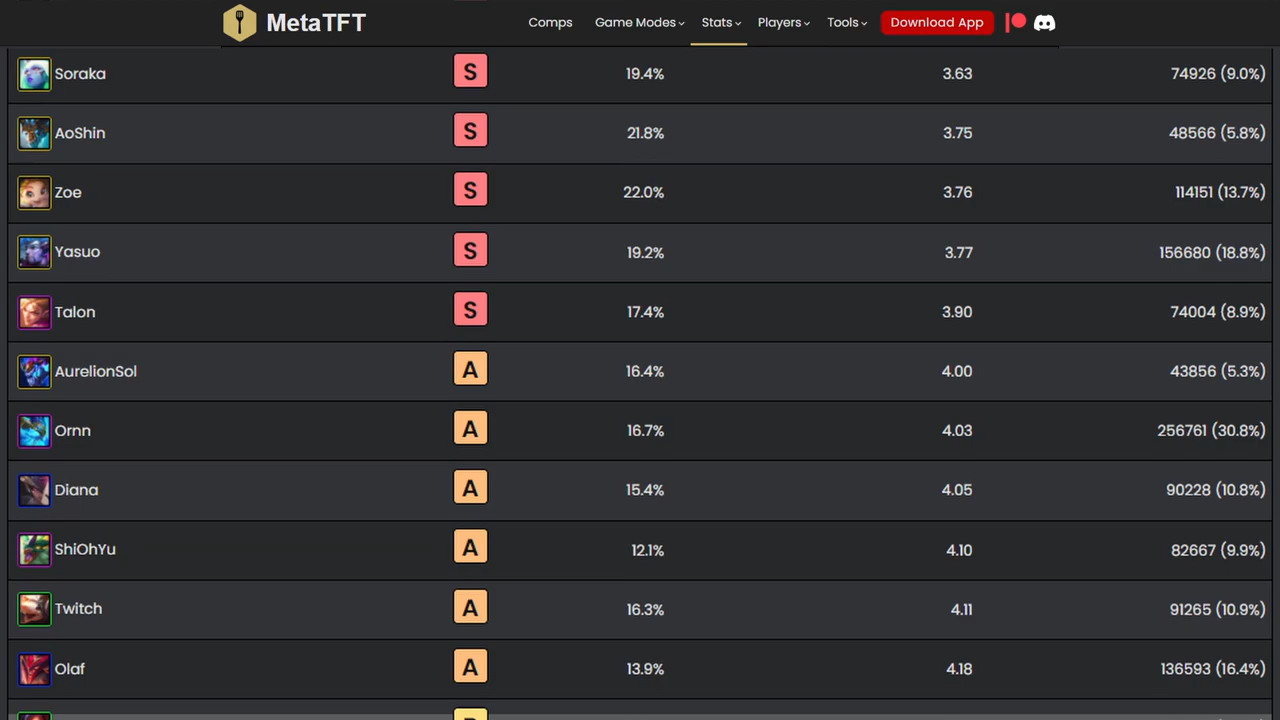 MetaTFT Comps Game Modes Stats Players Tools Download App
Soraka S 19.4% 3.63 74926 (9.0%)
AoShin S 21.8% 3.75 48566 (5.8%)
Zoe S 22.0% 3.76 114151 (13.7%)
Yasuo S 19.2% 3.77 156680 (18.8%)
Talon S 17.4% 3.90 74004 (8.9%)
AurelionSol A 16.4% 4.00 43856 (5.3%)
Ornn A 16.7% 4.03 256761 (30.8%)
Diana A 15.4% 4.05 90228 (10.8%)
ShiOhYu A 12.1% 4.10 82667 (9.9%)
Twitch A 16.3% 4.11 91265 (10.9%)
Olaf A 13.9% 4.18 136593 (16.4%)